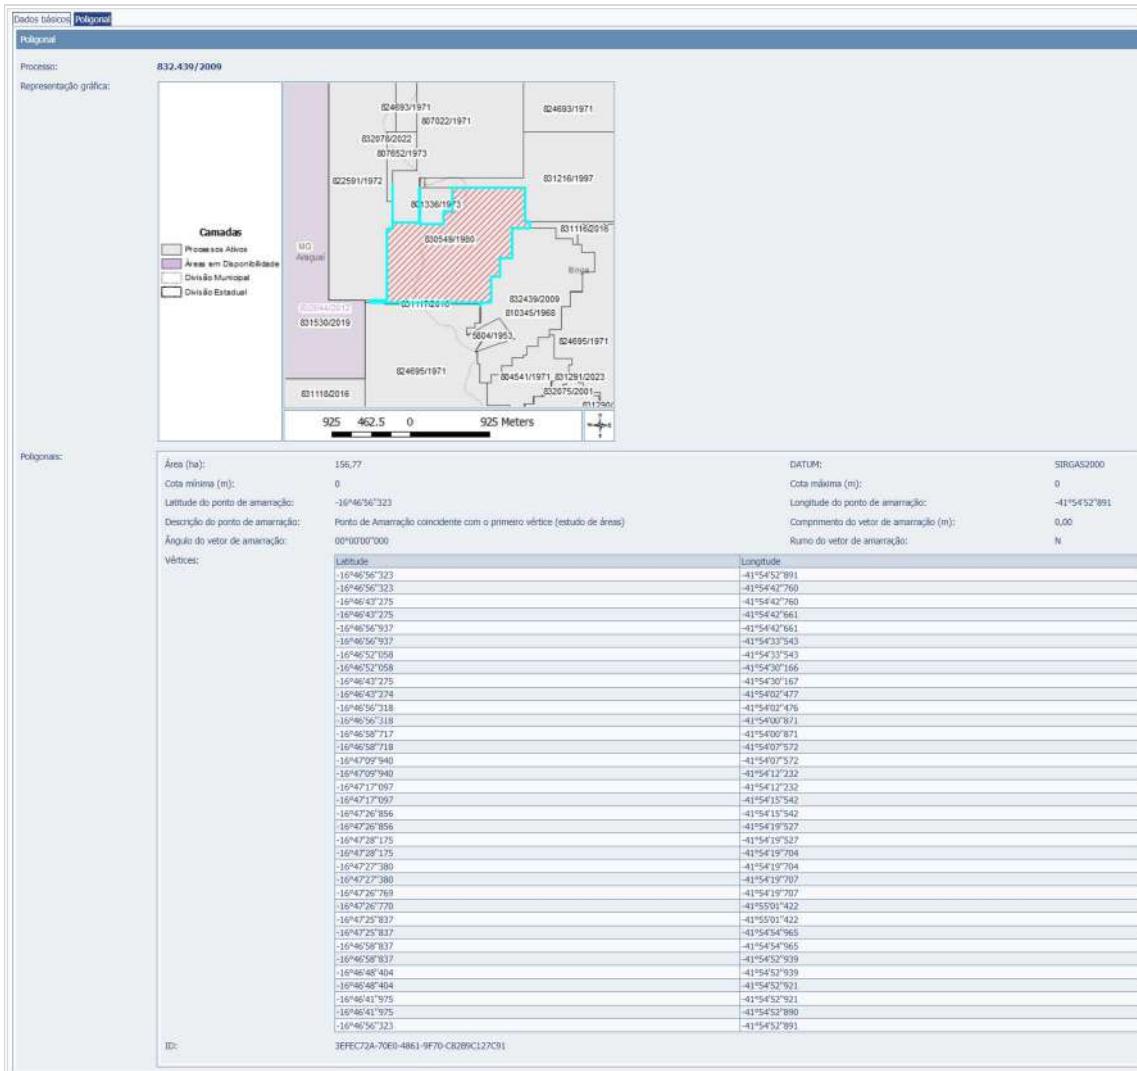 Dados básicos Poligonal
Poligonal
Processo: 832.439/2009
Representação gráfica:
Camadas
Processos Ativos
Áreas em Disponibilidade
Divisão Municipal
Divisão Estadual
824693/1971
807022/1971
824693/1971
832078/2022
807652/1973
822591/1972
831216/1997
801336/1973
831116/2016
830549/1980
MG
Araçuaí
832439/2009
810345/1968
831117/2016
831530/2019
5804/1953
824695/1971
824695/1971
804541/1971
831291/2023
832075/2001
831118/2016
925 462.5 0 925 Meters
Poligonais:
Área (ha): 156,77 DATUM: SIRGAS2000
Cota mínima (m): 0 Cota máxima (m): 0
Latitude do ponto de amarração: -16°46'56"323 Longitude do ponto de amarração: -41°54'52"891
Descrição do ponto de amarração: Ponto de Amarração coincidente com o primeiro vértice (estudo de áreas) Comprimento do vetor de amarração (m): 0,00
Ângulo do vetor de amarração: 00°00'00"000 Rumo do vetor de amarração: N
Vértices: Latitude Longitude
-16°46'56"323 -41°54'52"891
-16°46'56"323 -41°54'42"760
-16°46'43"275 -41°54'42"760
-16°46'43"275 -41°54'42"661
-16°46'56"937 -41°54'42"661
-16°46'56"937 -41°54'33"543
-16°46'52"058 -41°54'33"543
-16°46'52"058 -41°54'30"166
-16°46'43"275 -41°54'30"167
-16°46'43"274 -41°54'02"477
-16°46'56"318 -41°54'02"476
-16°46'56"318 -41°54'00"871
-16°46'58"717 -41°54'00"871
-16°46'58"718 -41°54'07"572
-16°47'09"940 -41°54'07"572
-16°47'09"940 -41°54'12"232
-16°47'17"097 -41°54'12"232
-16°47'17"097 -41°54'15"542
-16°47'26"856 -41°54'15"542
-16°47'26"856 -41°54'19"527
-16°47'28"175 -41°54'19"527
-16°47'28"175 -41°54'19"704
-16°47'27"380 -41°54'19"704
-16°47'27"380 -41°54'19"707
-16°47'26"769 -41°54'19"707
-16°47'26"770 -41°55'01"422
-16°47'25"837 -41°55'01"422
-16°47'25"837 -41°54'54"965
-16°46'58"837 -41°54'54"965
-16°46'58"837 -41°54'52"939
-16°46'48"404 -41°54'52"939
-16°46'48"404 -41°54'52"921
-16°46'41"975 -41°54'52"921
-16°46'41"975 -41°54'52"890
-16°46'56"323 -41°54'52"891
ID: 3EFEC72A-70E0-4861-9F70-C8289C127C91